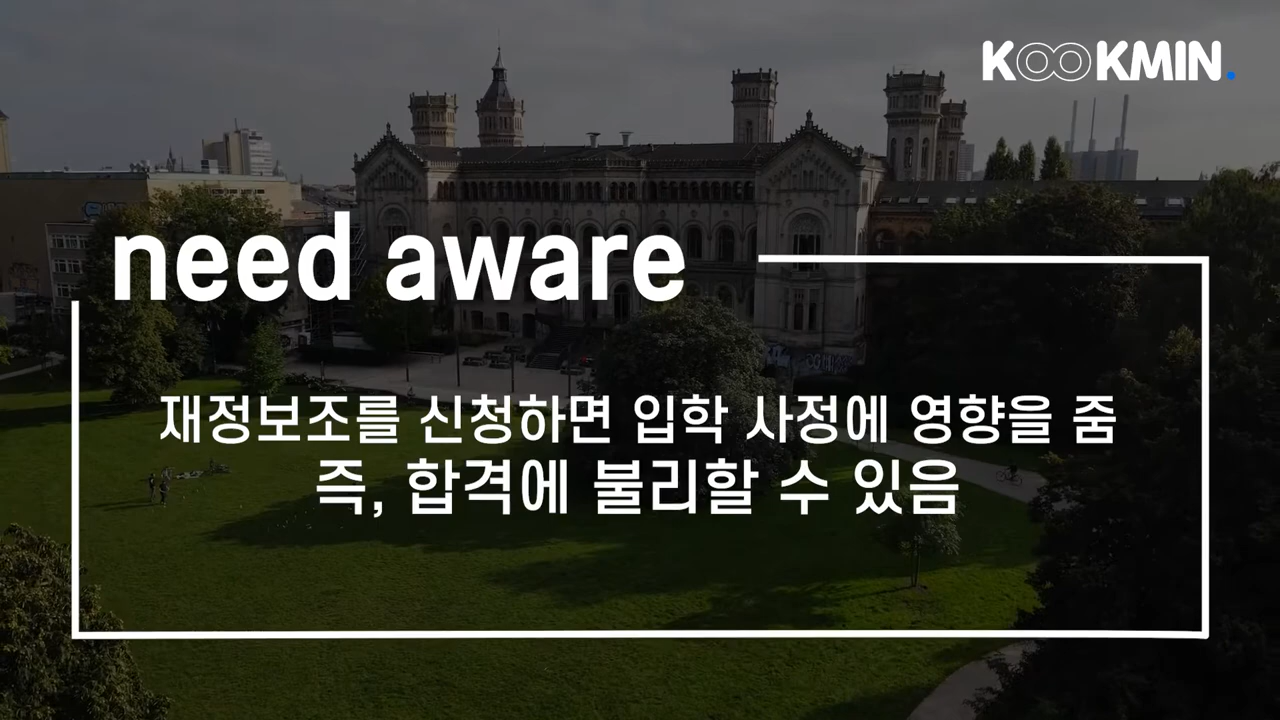 KOOKMIN.
need aware
재정보조를 신청하면 입학 사정에 영향을 줌
즉, 합격에 불리할 수 있음